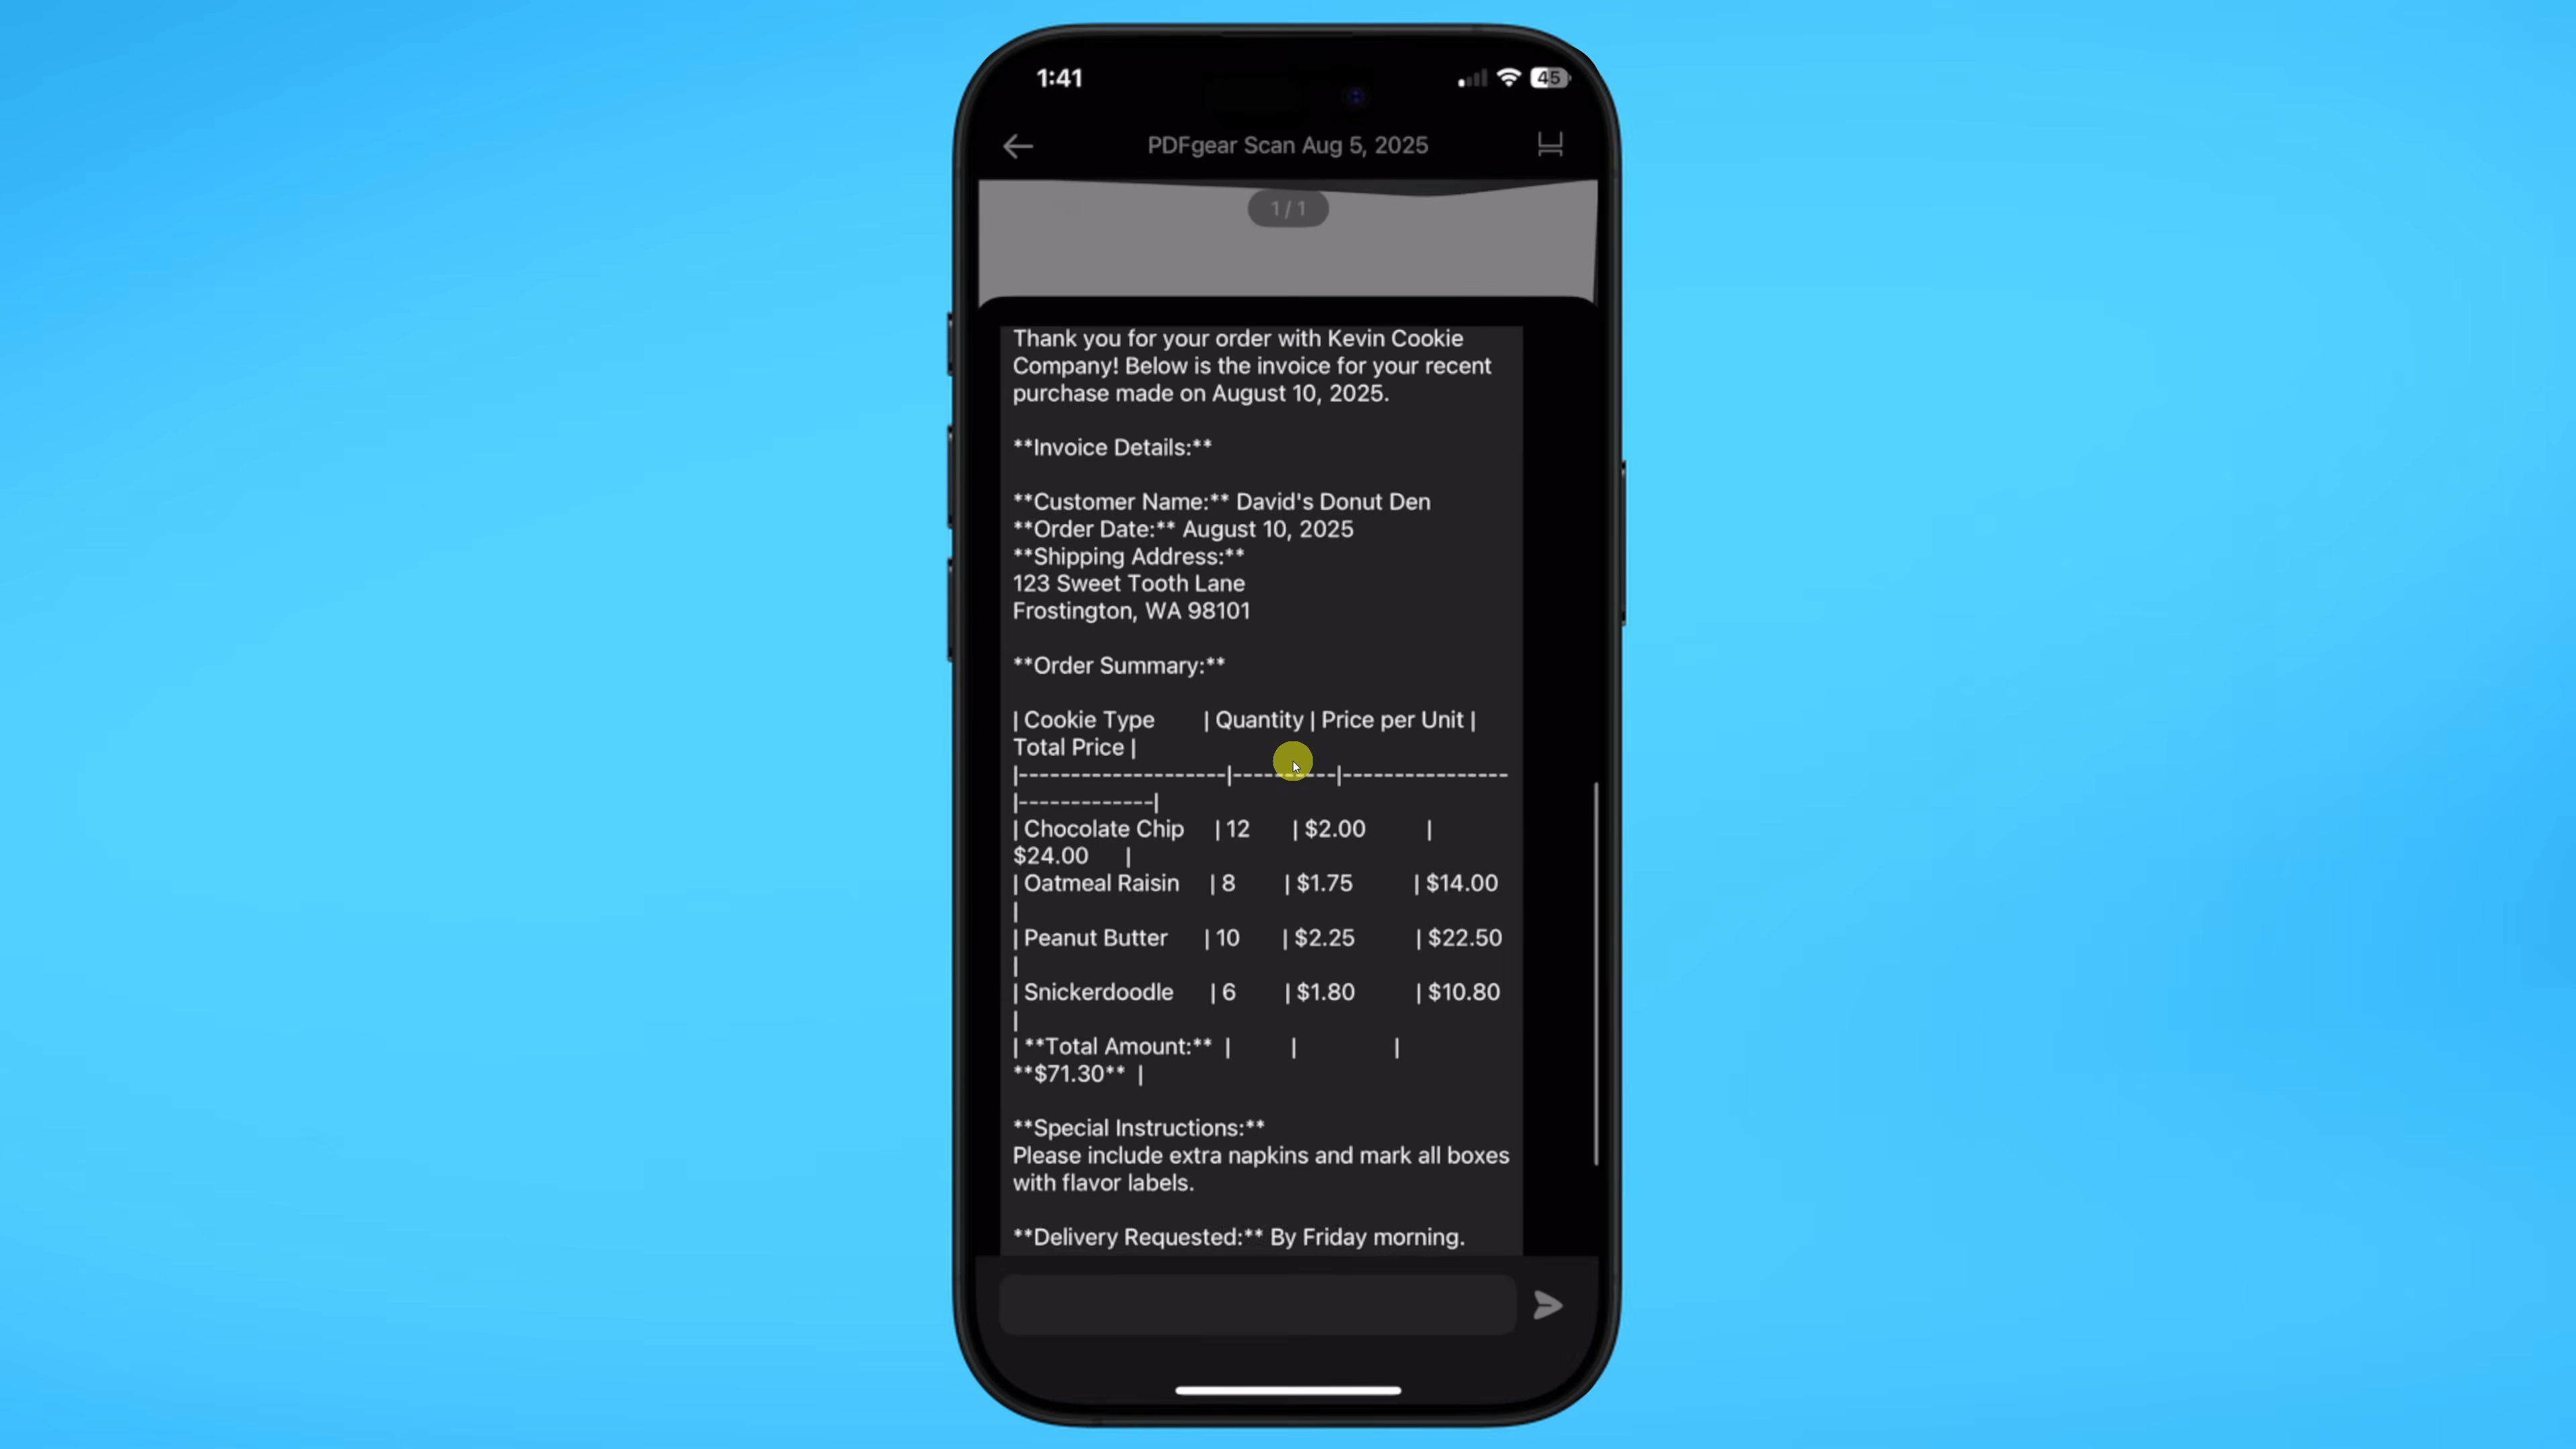 1:41
45
PDFgear Scan Aug 5, 2025
1 / 1
Thank you for your order with Kevin Cookie
Company! Below is the invoice for your recent
purchase made on August 10, 2025.
**Invoice Details:**
**Customer Name:** David's Donut Den
**Order Date:** August 10, 2025
**Shipping Address:**
123 Sweet Tooth Lane
Frostington, WA 98101
**Order Summary:**
| Cookie Type | Quantity | Price per Unit |
Total Price |
|--------------------|----------|----------------
|-------------|
| Chocolate Chip | 12 | $2.00 |
$24.00 |
| Oatmeal Raisin | 8 | $1.75 | $14.00
|
| Peanut Butter | 10 | $2.25 | $22.50
|
| Snickerdoodle | 6 | $1.80 | $10.80
|
| **Total Amount:** | | |
**$71.30** |
**Special Instructions:**
Please include extra napkins and mark all boxes
with flavor labels.
**Delivery Requested:** By Friday morning.